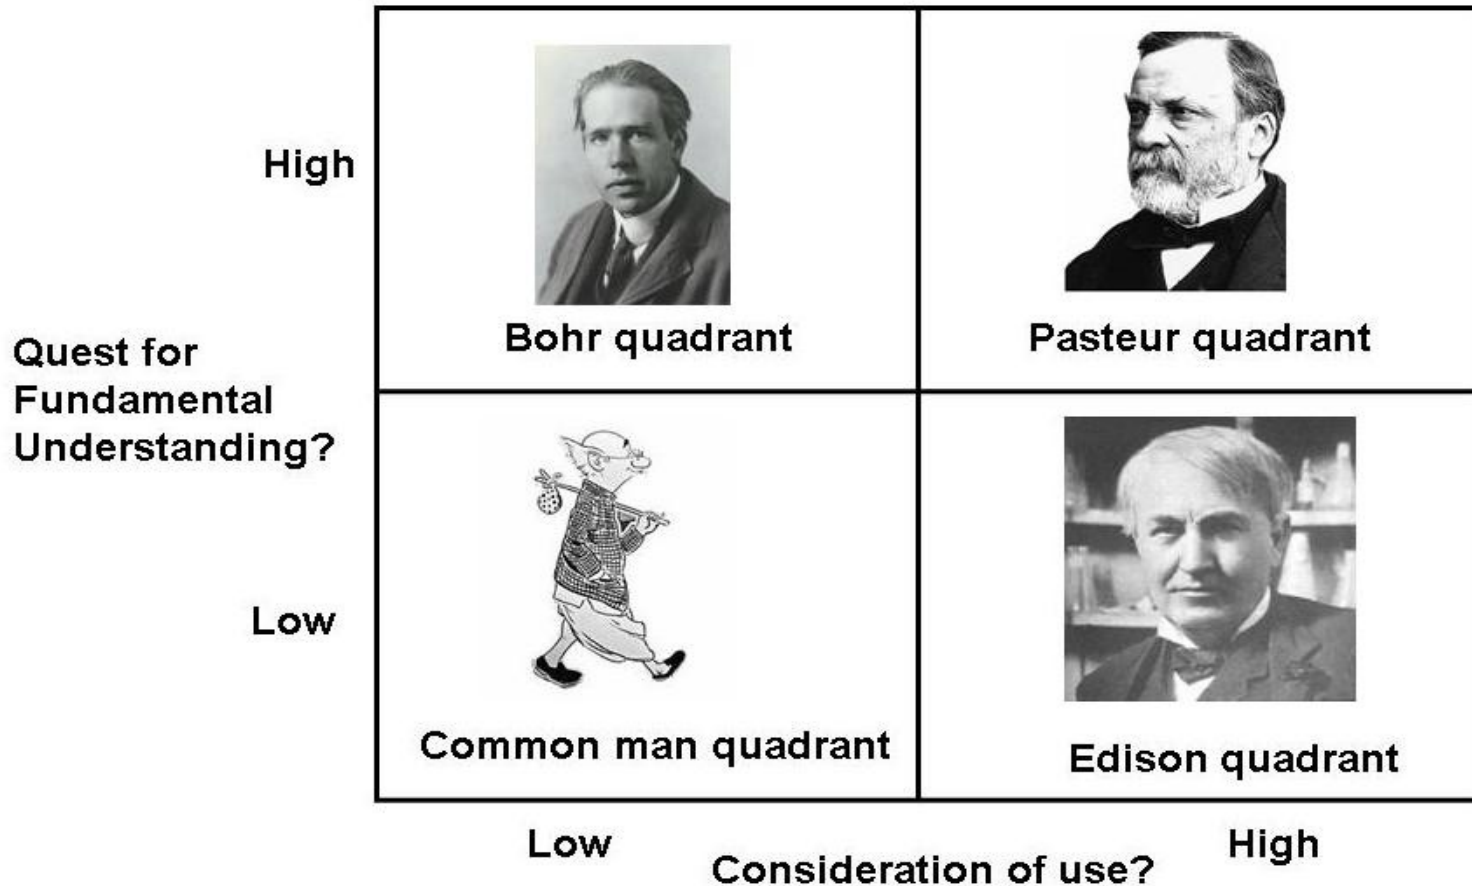 High
Bohr quadrant
Pasteur quadrant
Quest for
Fundamental
Understanding?
Low
Common man quadrant
Edison quadrant
Low
Consideration of use?
High